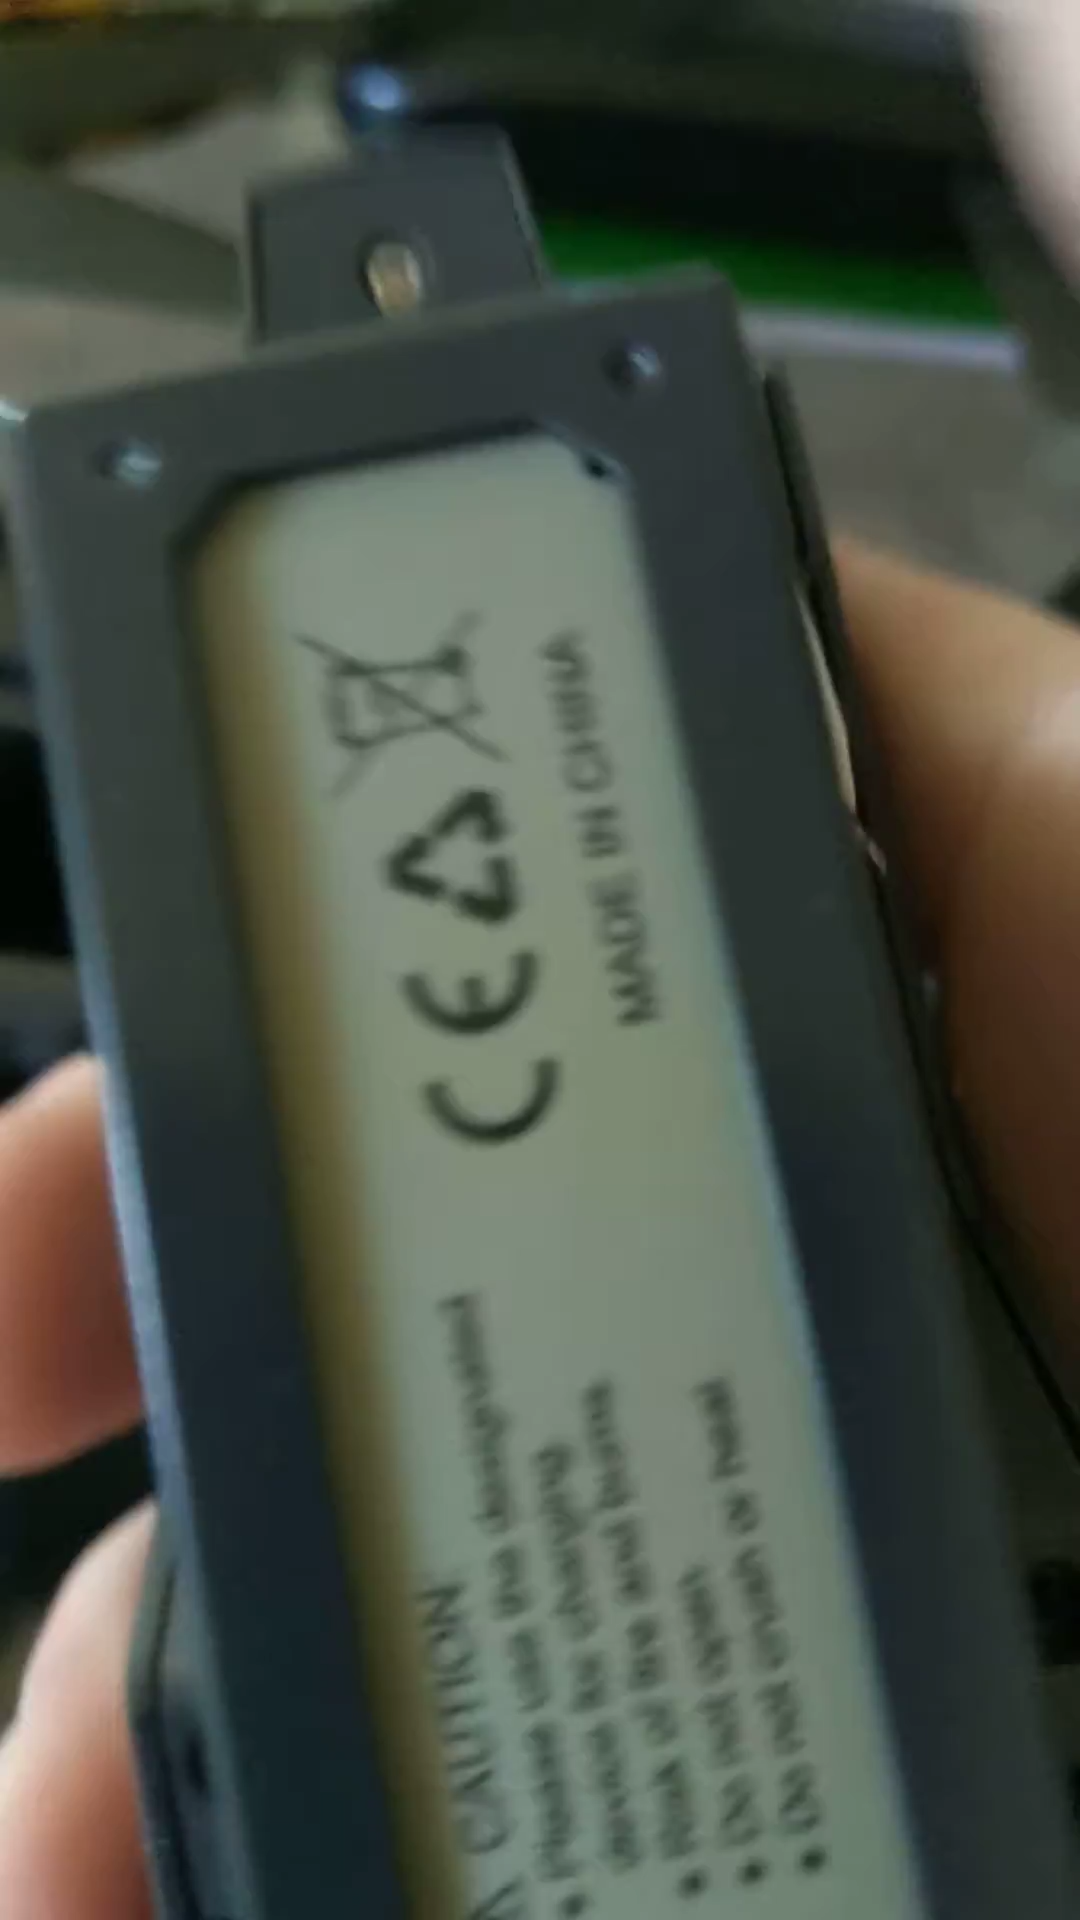 CE
MADE IN CHINA
CAUTION
• Please use the designated
device for charging
• Risk of fire and burns
• Do not open,
• Do not crush or heat